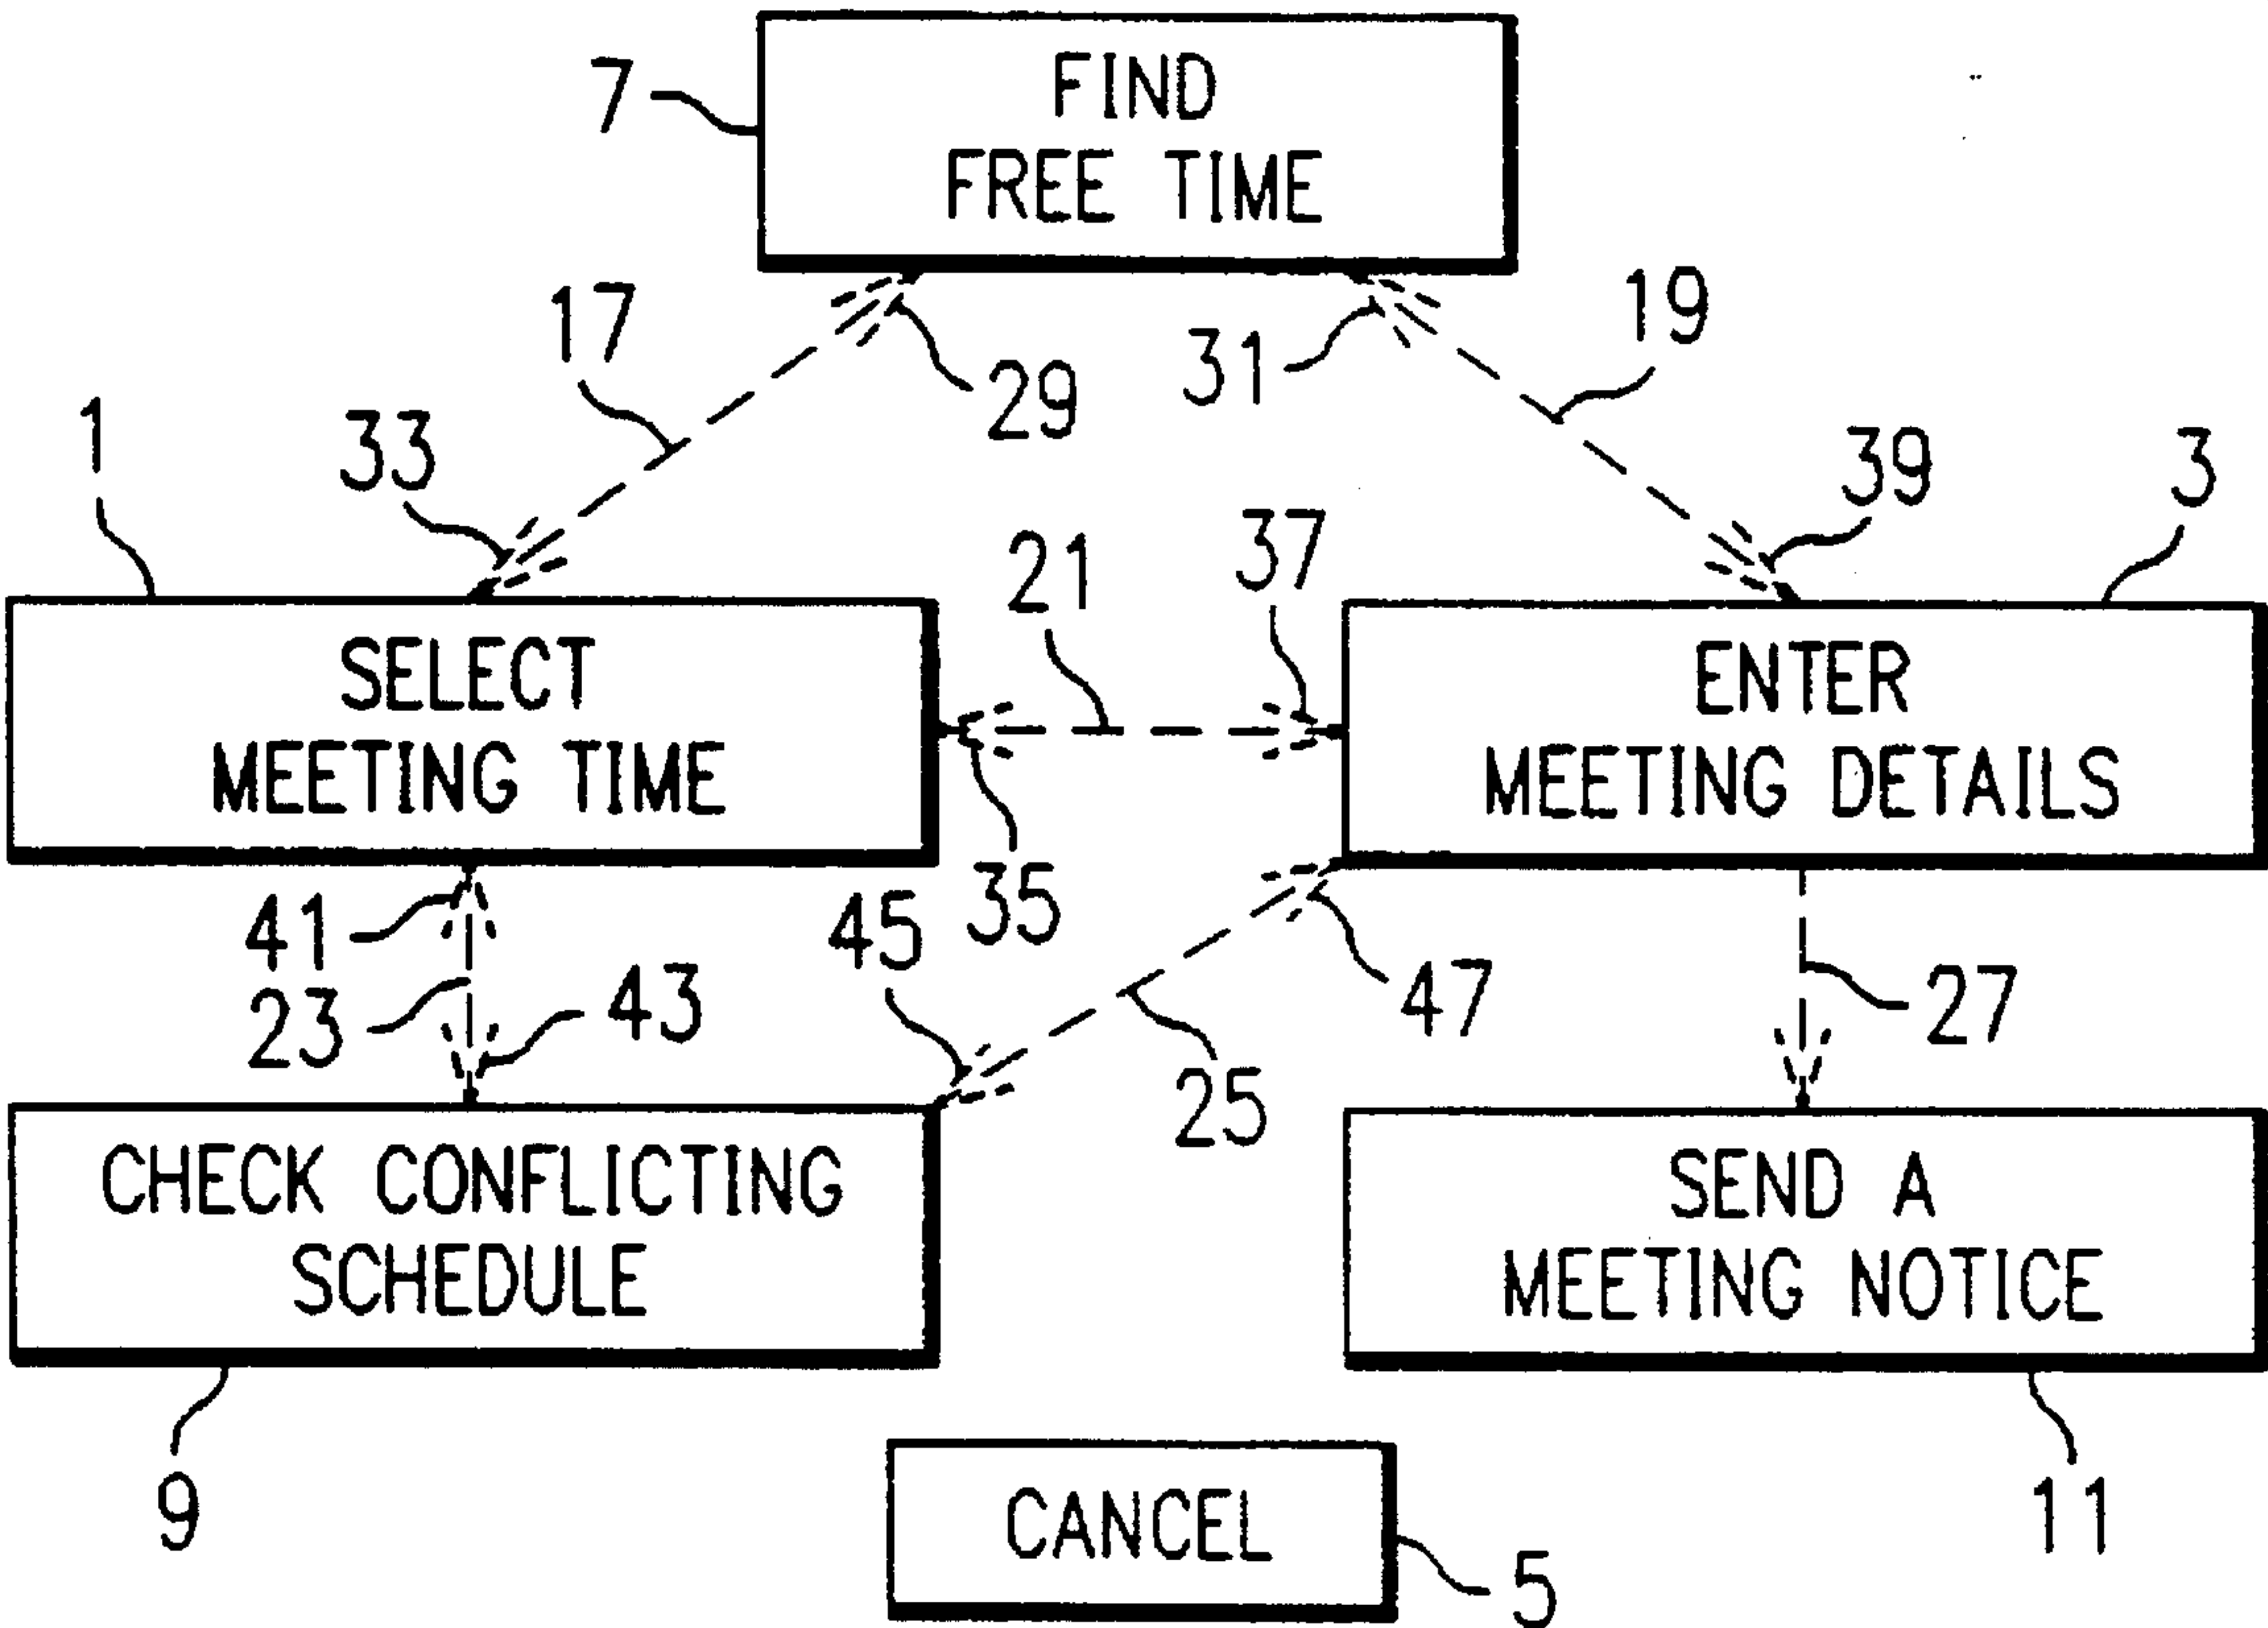 7
FIND
FREE TIME
17
29
31
19
1
33
21
37
39
3
SELECT
MEETING TIME
ENTER
MEETING DETAILS
35
41
45
23
43
47
27
25
CHECK CONFLICTING
SCHEDULE
SEND A
MEETING NOTICE
9
11
CANCEL
5